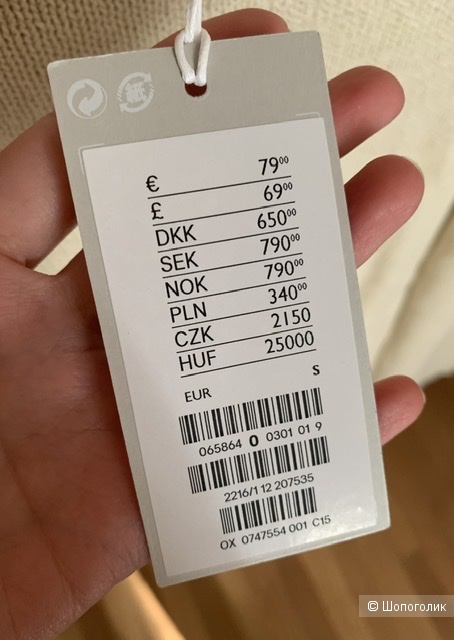 € 79⁰⁰
£ 69⁰⁰
DKK 650⁰⁰
SEK 790⁰⁰
NOK 790⁰⁰
PLN 340⁰⁰
CZK 2150
HUF 25000
EUR S
065864 0 0301 01 9
2216/1 12 207535
OX 0747554 001 C15
© Шопоголик